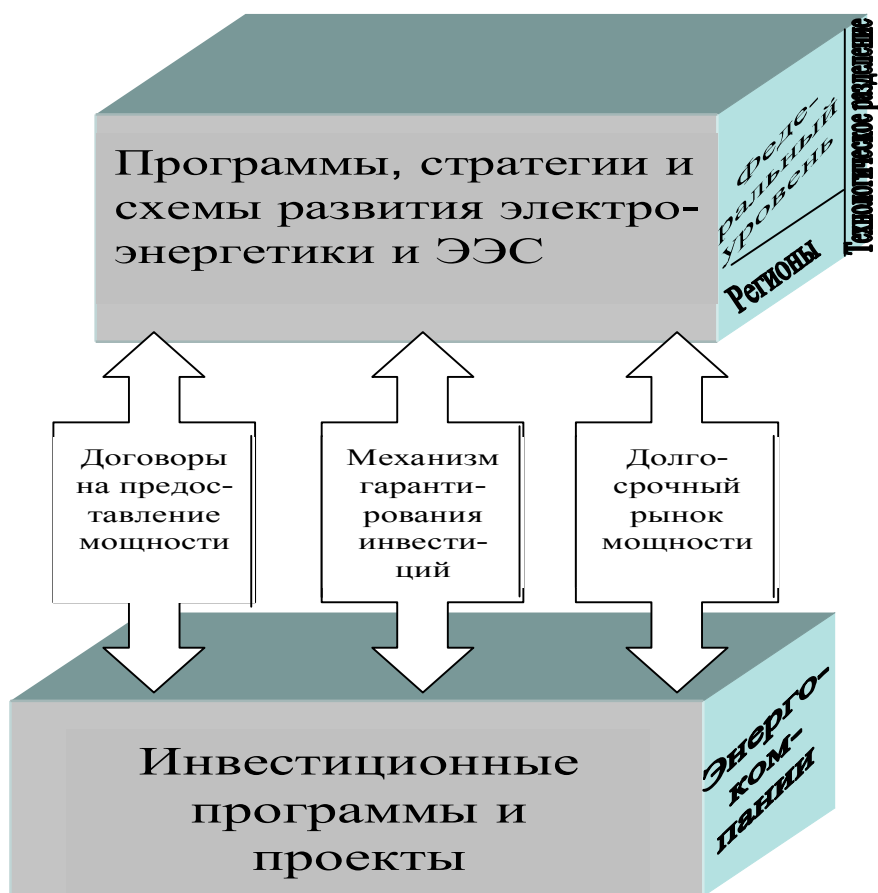 Программы, стратегии и
схемы развития электро-
энергетики и ЭЭС
Феде-
ральный
уровень
Регионы
Технологическое разделение
Договоры
на предос-
тавление
мощности
Механизм
гаранти-
рования
инвести-
ций
Долго-
срочный
рынок
мощности
Инвестиционные
программы и
проекты
Энерго-
ком-
пании